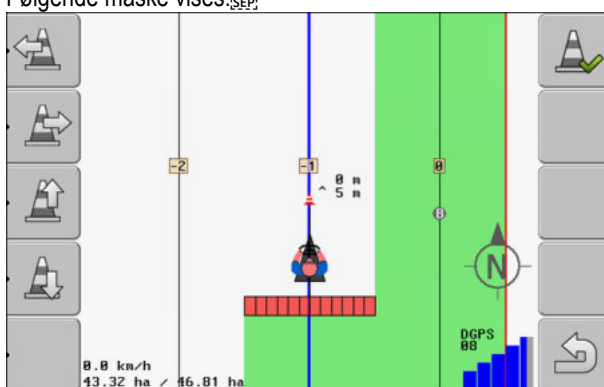 Følgende maske vises:
-2
-1
0
0 m
^ 5 m
B
N
DGPS
08
0.0 km/h
43.32 ha / 46.81 ha